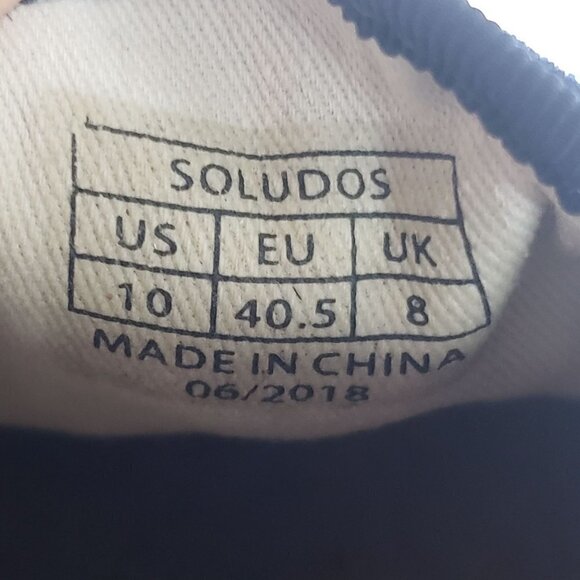 SOLUDOS
US EU UK
10 40.5 8
MADE IN CHINA
06/2018